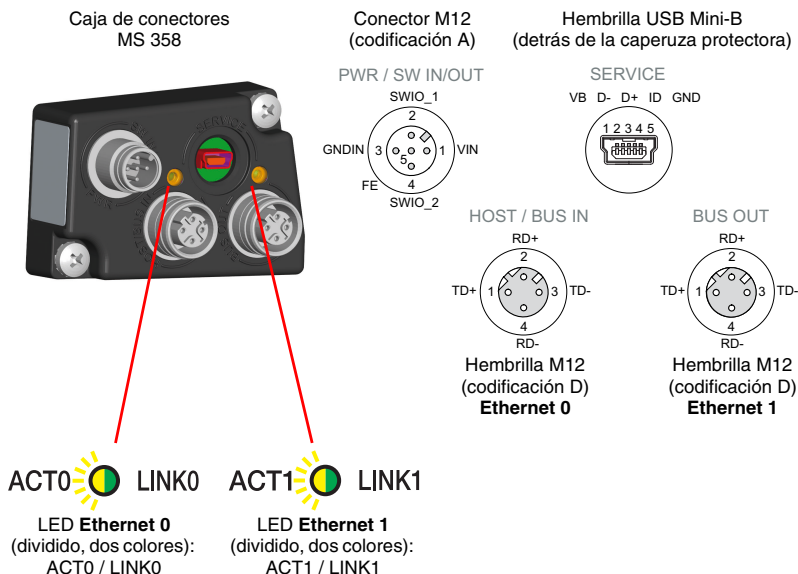 Caja de conectores
MS 358
Conector M12
(codificación A)
Hembrilla USB Mini-B
(detrás de la caperuza protectora)
PWR / SW IN/OUT
SWIO_1
2
GNDIN 3 5 1 VIN
FE 4
SWIO_2
SERVICE
VB D- D+ ID GND
1 2 3 4 5
SERVICE
HOST / BUS IN
RD+
2
TD+ 1 3 TD-
4
RD-
Hembrilla M12
(codificación D)
Ethernet 0
BUS OUT
RD+
2
TD+ 1 3 TD-
4
RD-
Hembrilla M12
(codificación D)
Ethernet 1
ACT0 LINK0
LED Ethernet 0
(dividido, dos colores):
ACT0 / LINK0
ACT1 LINK1
LED Ethernet 1
(dividido, dos colores):
ACT1 / LINK1